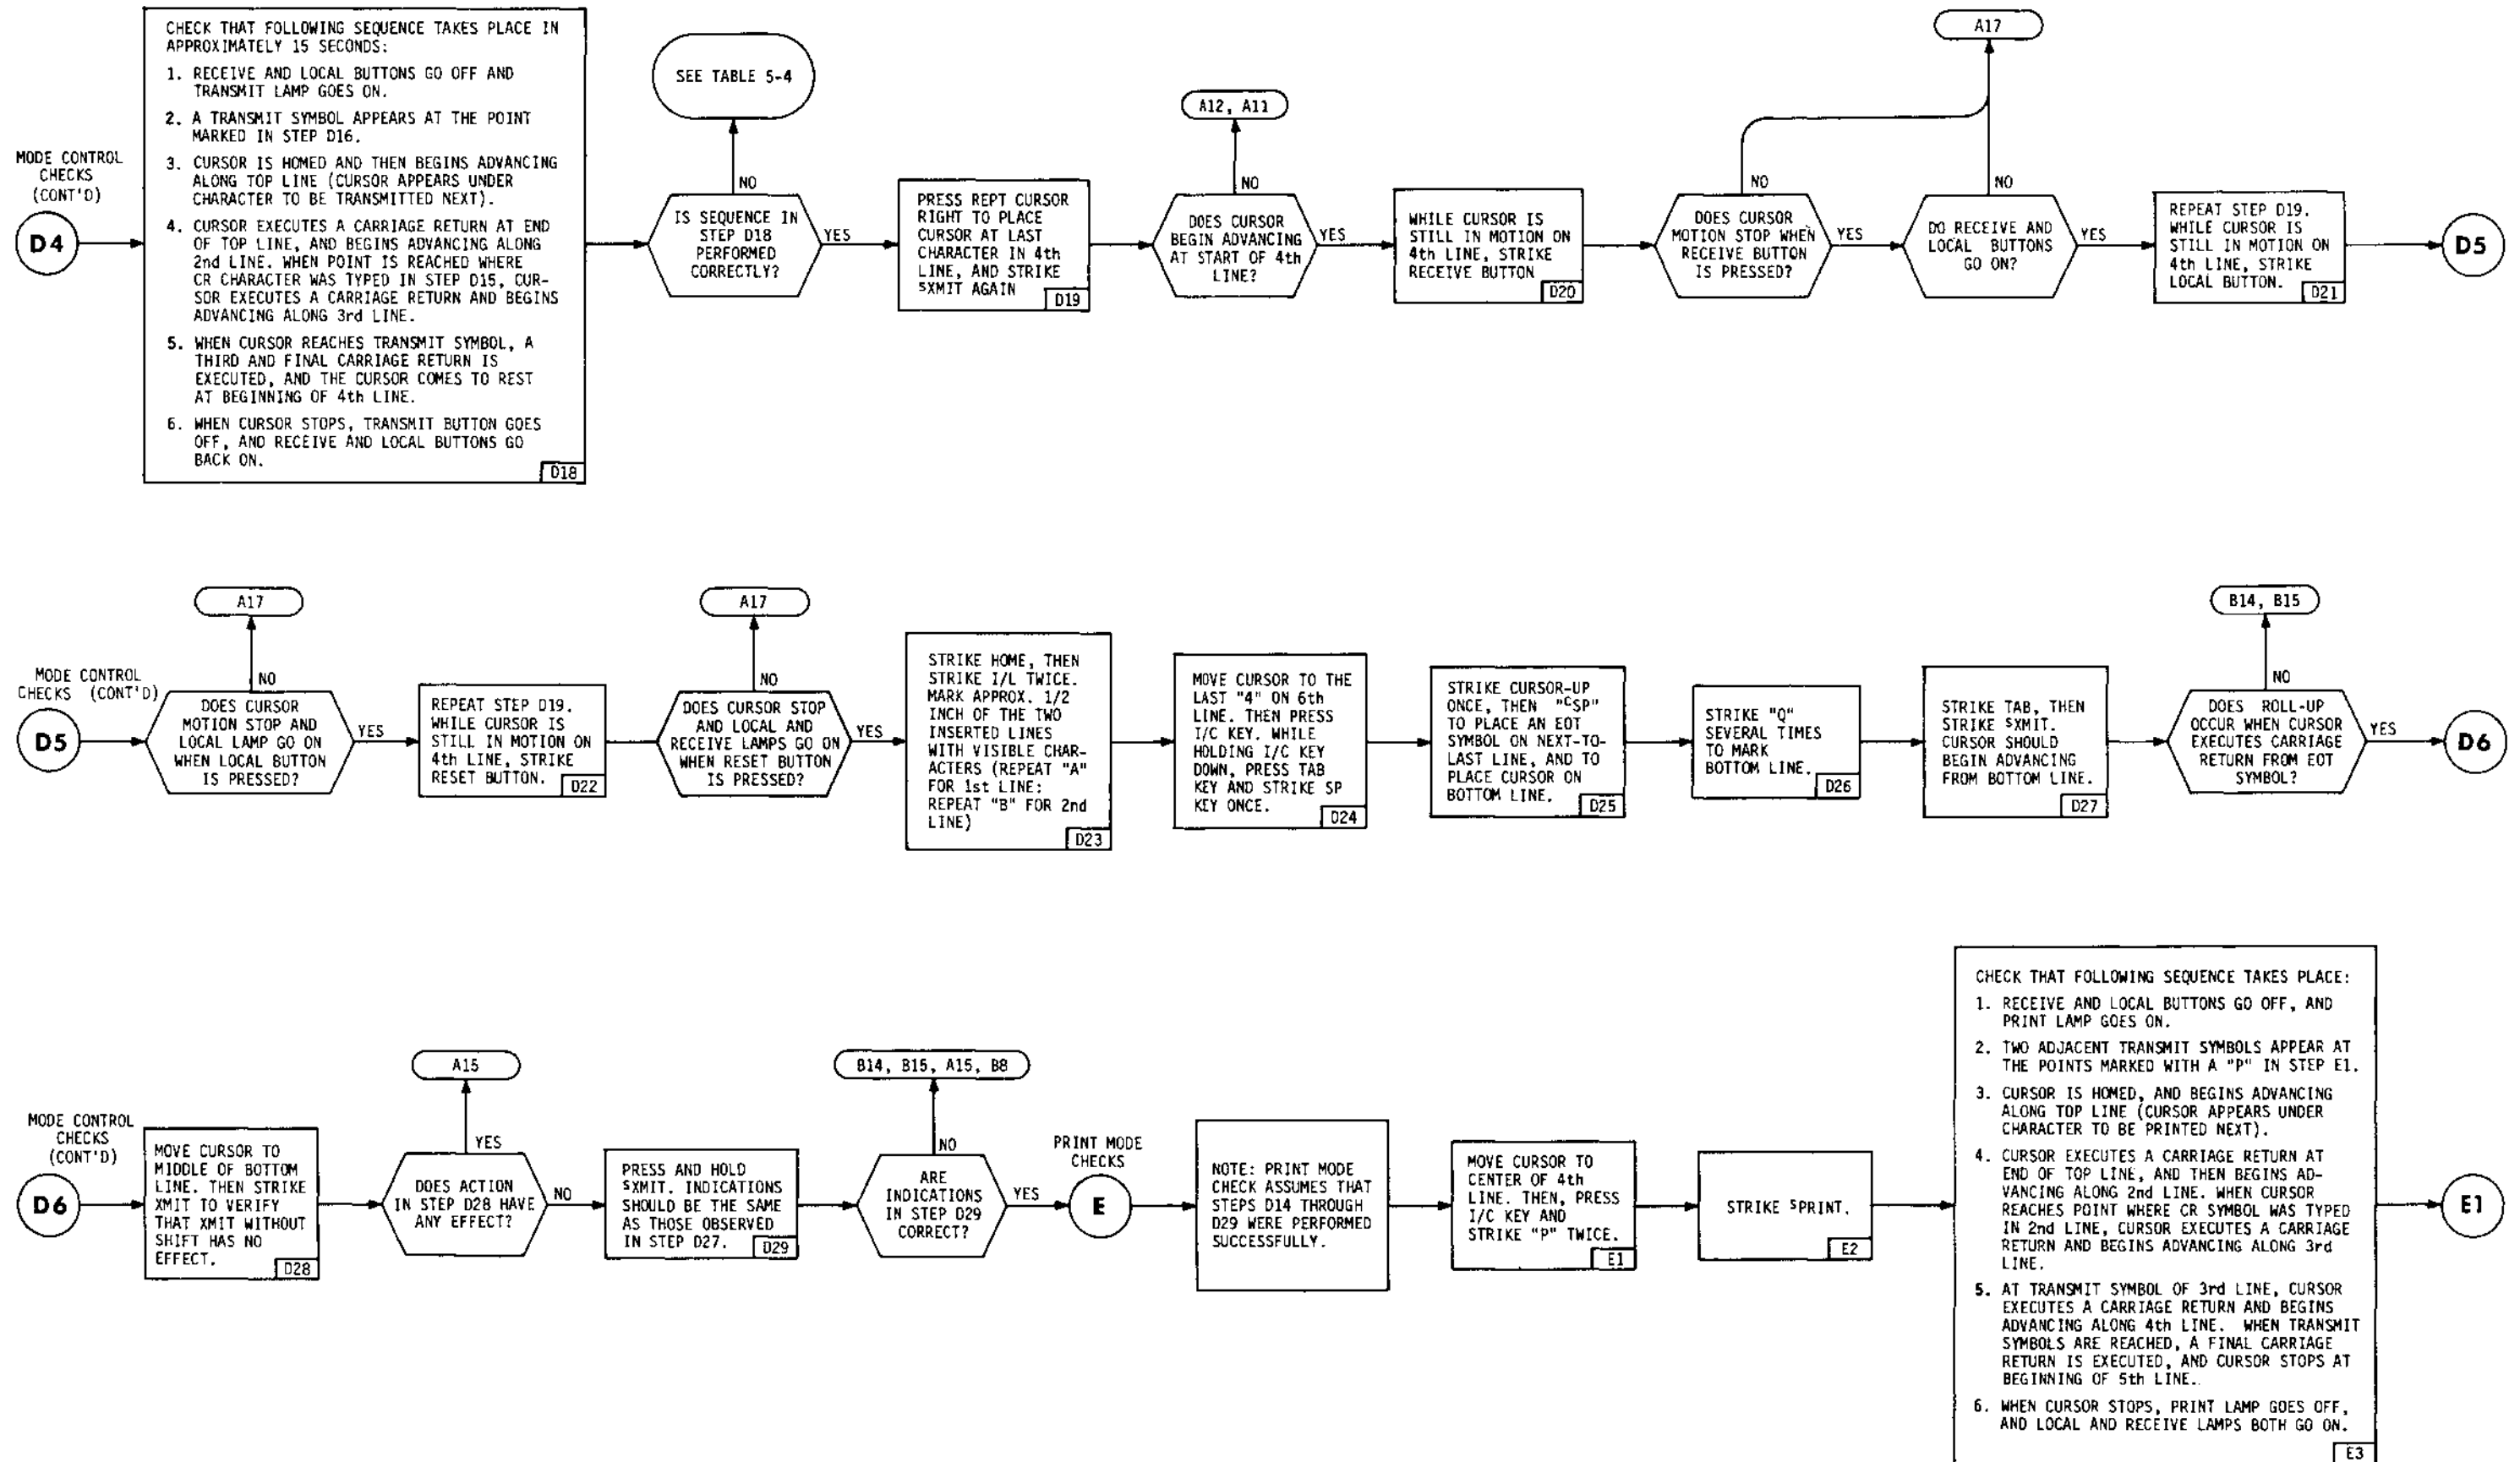 MODE CONTROL
CHECKS
(CONT'D)
D4
CHECK THAT FOLLOWING SEQUENCE TAKES PLACE IN
APPROXIMATELY 15 SECONDS:
1. RECEIVE AND LOCAL BUTTONS GO OFF AND
TRANSMIT LAMP GOES ON.
2. A TRANSMIT SYMBOL APPEARS AT THE POINT
MARKED IN STEP D16.
3. CURSOR IS HOMED AND THEN BEGINS ADVANCING
ALONG TOP LINE (CURSOR APPEARS UNDER
CHARACTER TO BE TRANSMITTED NEXT).
4. CURSOR EXECUTES A CARRIAGE RETURN AT END
OF TOP LINE, AND BEGINS ADVANCING ALONG
2nd LINE. WHEN POINT IS REACHED WHERE
CR CHARACTER WAS TYPED IN STEP D15, CUR-
SOR EXECUTES A CARRIAGE RETURN AND BEGINS
ADVANCING ALONG 3rd LINE.
5. WHEN CURSOR REACHES TRANSMIT SYMBOL, A
THIRD AND FINAL CARRIAGE RETURN IS
EXECUTED, AND THE CURSOR COMES TO REST
AT BEGINNING OF 4th LINE.
6. WHEN CURSOR STOPS, TRANSMIT BUTTON GOES
OFF, AND RECEIVE AND LOCAL BUTTONS GO
BACK ON.
D18
SEE TABLE 5-4
NO
IS SEQUENCE IN
STEP D18
PERFORMED
CORRECTLY?
YES
PRESS REPT CURSOR
RIGHT TO PLACE
CURSOR AT LAST
CHARACTER IN 4th
LINE, AND STRIKE
SXMIT AGAIN
D19
A12, A11
NO
DOES CURSOR
BEGIN ADVANCING
AT START OF 4th
LINE?
YES
WHILE CURSOR IS
STILL IN MOTION ON
4th LINE, STRIKE
RECEIVE BUTTON
D20
A17
NO
DOES CURSOR
MOTION STOP WHEN
RECEIVE BUTTON
IS PRESSED?
YES
NO
DO RECEIVE AND
LOCAL BUTTONS
GO ON?
YES
REPEAT STEP D19.
WHILE CURSOR IS
STILL IN MOTION ON
4th LINE, STRIKE
LOCAL BUTTON.
D21
D5
MODE CONTROL
CHECKS (CONT'D)
D5
A17
NO
DOES CURSOR
MOTION STOP AND
LOCAL LAMP GO ON
WHEN LOCAL BUTTON
IS PRESSED?
YES
REPEAT STEP D19.
WHILE CURSOR IS
STILL IN MOTION ON
4th LINE, STRIKE
RESET BUTTON.
D22
A17
NO
DOES CURSOR STOP
AND LOCAL AND
RECEIVE LAMPS GO ON
WHEN RESET BUTTON
IS PRESSED?
YES
STRIKE HOME, THEN
STRIKE I/L TWICE.
MARK APPROX. 1/2
INCH OF THE TWO
INSERTED LINES
WITH VISIBLE CHAR-
ACTERS (REPEAT "A"
FOR 1st LINE:
REPEAT "B" FOR 2nd
LINE)
D23
MOVE CURSOR TO THE
LAST "4" ON 6th
LINE. THEN PRESS
I/C KEY. WHILE
HOLDING I/C KEY
DOWN, PRESS TAB
KEY AND STRIKE SP
KEY ONCE.
D24
STRIKE CURSOR-UP
ONCE, THEN "CSP"
TO PLACE AN EOT
SYMBOL ON NEXT-TO-
LAST LINE, AND TO
PLACE CURSOR ON
BOTTOM LINE.
D25
STRIKE "Q"
SEVERAL TIMES
TO MARK
BOTTOM LINE.
D26
STRIKE TAB, THEN
STRIKE SXMIT.
CURSOR SHOULD
BEGIN ADVANCING
FROM BOTTOM LINE.
D27
B14, B15
NO
DOES ROLL-UP
OCCUR WHEN CURSOR
EXECUTES CARRIAGE
RETURN FROM EOT
SYMBOL?
YES
D6
MODE CONTROL
CHECKS
(CONT'D)
D6
MOVE CURSOR TO
MIDDLE OF BOTTOM
LINE. THEN STRIKE
XMIT TO VERIFY
THAT XMIT WITHOUT
SHIFT HAS NO
EFFECT.
D28
A15
YES
DOES ACTION
IN STEP D28 HAVE
ANY EFFECT?
NO
PRESS AND HOLD
SXMIT. INDICATIONS
SHOULD BE THE SAME
AS THOSE OBSERVED
IN STEP D27.
D29
B14, B15, A15, B8
NO
ARE
INDICATIONS
IN STEP D29
CORRECT?
YES
PRINT MODE
CHECKS
E
NOTE: PRINT MODE
CHECK ASSUMES THAT
STEPS D14 THROUGH
D29 WERE PERFORMED
SUCCESSFULLY.
MOVE CURSOR TO
CENTER OF 4th
LINE. THEN, PRESS
I/C KEY AND
STRIKE "P" TWICE.
E1
STRIKE SPRINT.
E2
CHECK THAT FOLLOWING SEQUENCE TAKES PLACE:
1. RECEIVE AND LOCAL BUTTONS GO OFF, AND
PRINT LAMP GOES ON.
2. TWO ADJACENT TRANSMIT SYMBOLS APPEAR AT
THE POINTS MARKED WITH A "P" IN STEP E1.
3. CURSOR IS HOMED, AND BEGINS ADVANCING
ALONG TOP LINE (CURSOR APPEARS UNDER
CHARACTER TO BE PRINTED NEXT).
4. CURSOR EXECUTES A CARRIAGE RETURN AT
END OF TOP LINE, AND THEN BEGINS AD-
VANCING ALONG 2nd LINE. WHEN CURSOR
REACHES POINT WHERE CR SYMBOL WAS TYPED
IN 2nd LINE, CURSOR EXECUTES A CARRIAGE
RETURN AND BEGINS ADVANCING ALONG 3rd
LINE.
5. AT TRANSMIT SYMBOL OF 3rd LINE, CURSOR
EXECUTES A CARRIAGE RETURN AND BEGINS
ADVANCING ALONG 4th LINE. WHEN TRANSMIT
SYMBOLS ARE REACHED, A FINAL CARRIAGE
RETURN IS EXECUTED, AND CURSOR STOPS AT
BEGINNING OF 5th LINE.
6. WHEN CURSOR STOPS, PRINT LAMP GOES OFF,
AND LOCAL AND RECEIVE LAMPS BOTH GO ON.
E3
E1